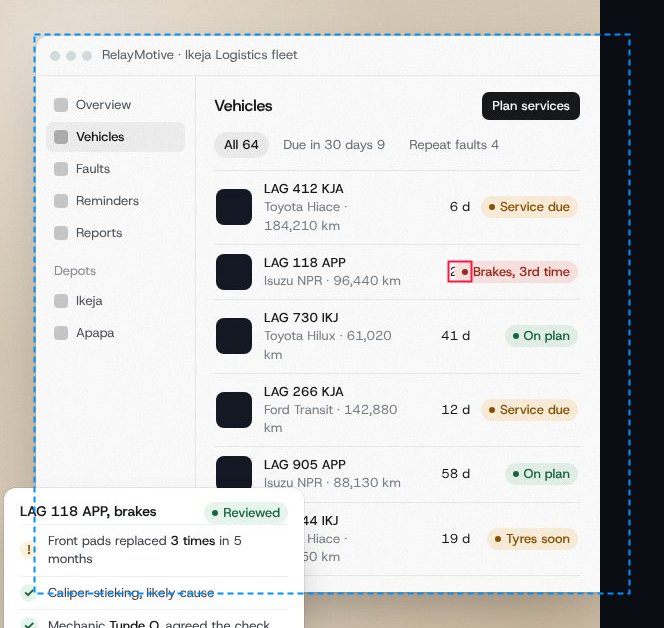 RelayMotive · Ikeja Logistics fleet
Overview
Vehicles
Faults
Reminders
Reports
Depots
Ikeja
Apapa
Vehicles
Plan services
All 64
Due in 30 days 9
Repeat faults 4
LAG 412 KJA
Toyota Hiace ·
184,210 km
6 d
Service due
LAG 118 APP
Isuzu NPR · 96,440 km
Brakes, 3rd time
LAG 730 IKJ
Toyota Hilux · 61,020
km
41 d
On plan
LAG 266 KJA
Ford Transit · 142,880
km
12 d
Service due
LAG 905 APP
Isuzu NPR · 88,130 km
58 d
On plan
44 IKJ
Hiace ·
50 km
19 d
Tyres soon
LAG 118 APP, brakes
Reviewed
Front pads replaced 3 times in 5
months
Caliper sticking, likely cause
Mechanic Tunde O. agreed the check